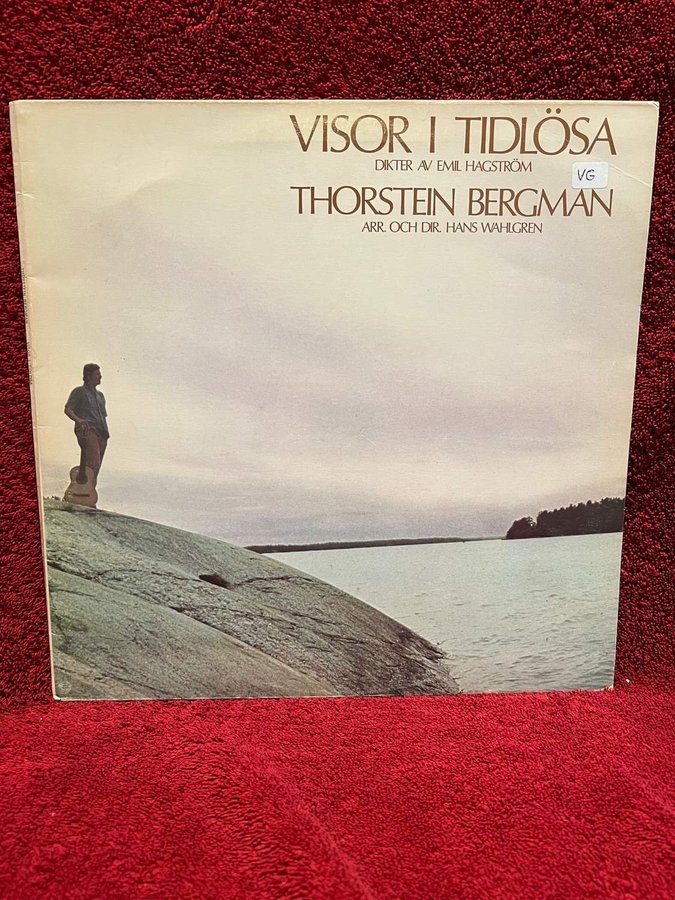 VISOR I TIDLÖSA
DIKTER AV EMIL HAGSTRÖM
VG
THORSTEIN BERGMAN
ARR. OCH DIR. HANS WAHLGREN